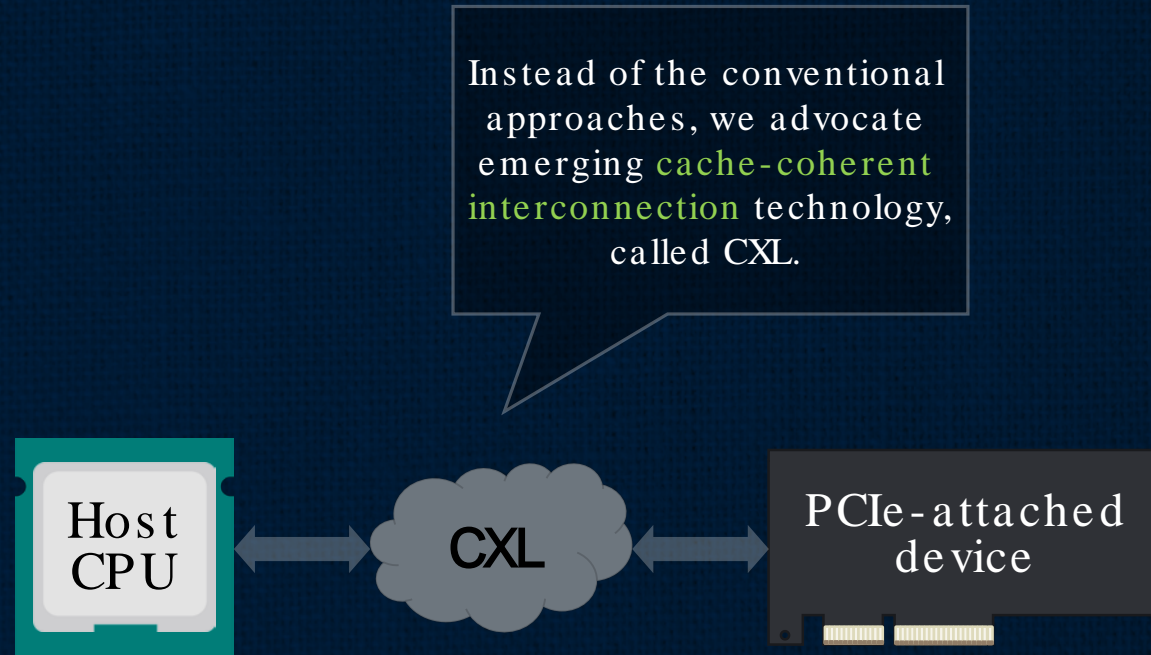 Instead of the conventional
approaches, we advocate
emerging cache-coherent
interconnection technology,
called CXL.
Host
CPU
CXL
PCIe-attached
device